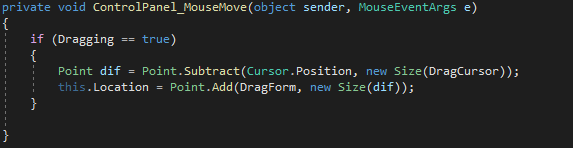 private void ControlPanel_MouseMove(object sender, MouseEventArgs e)
{
if (Dragging == true)
{
Point dif = Point.Subtract(Cursor.Position, new Size(DragCursor));
this.Location = Point.Add(DragForm, new Size(dif));
}
}